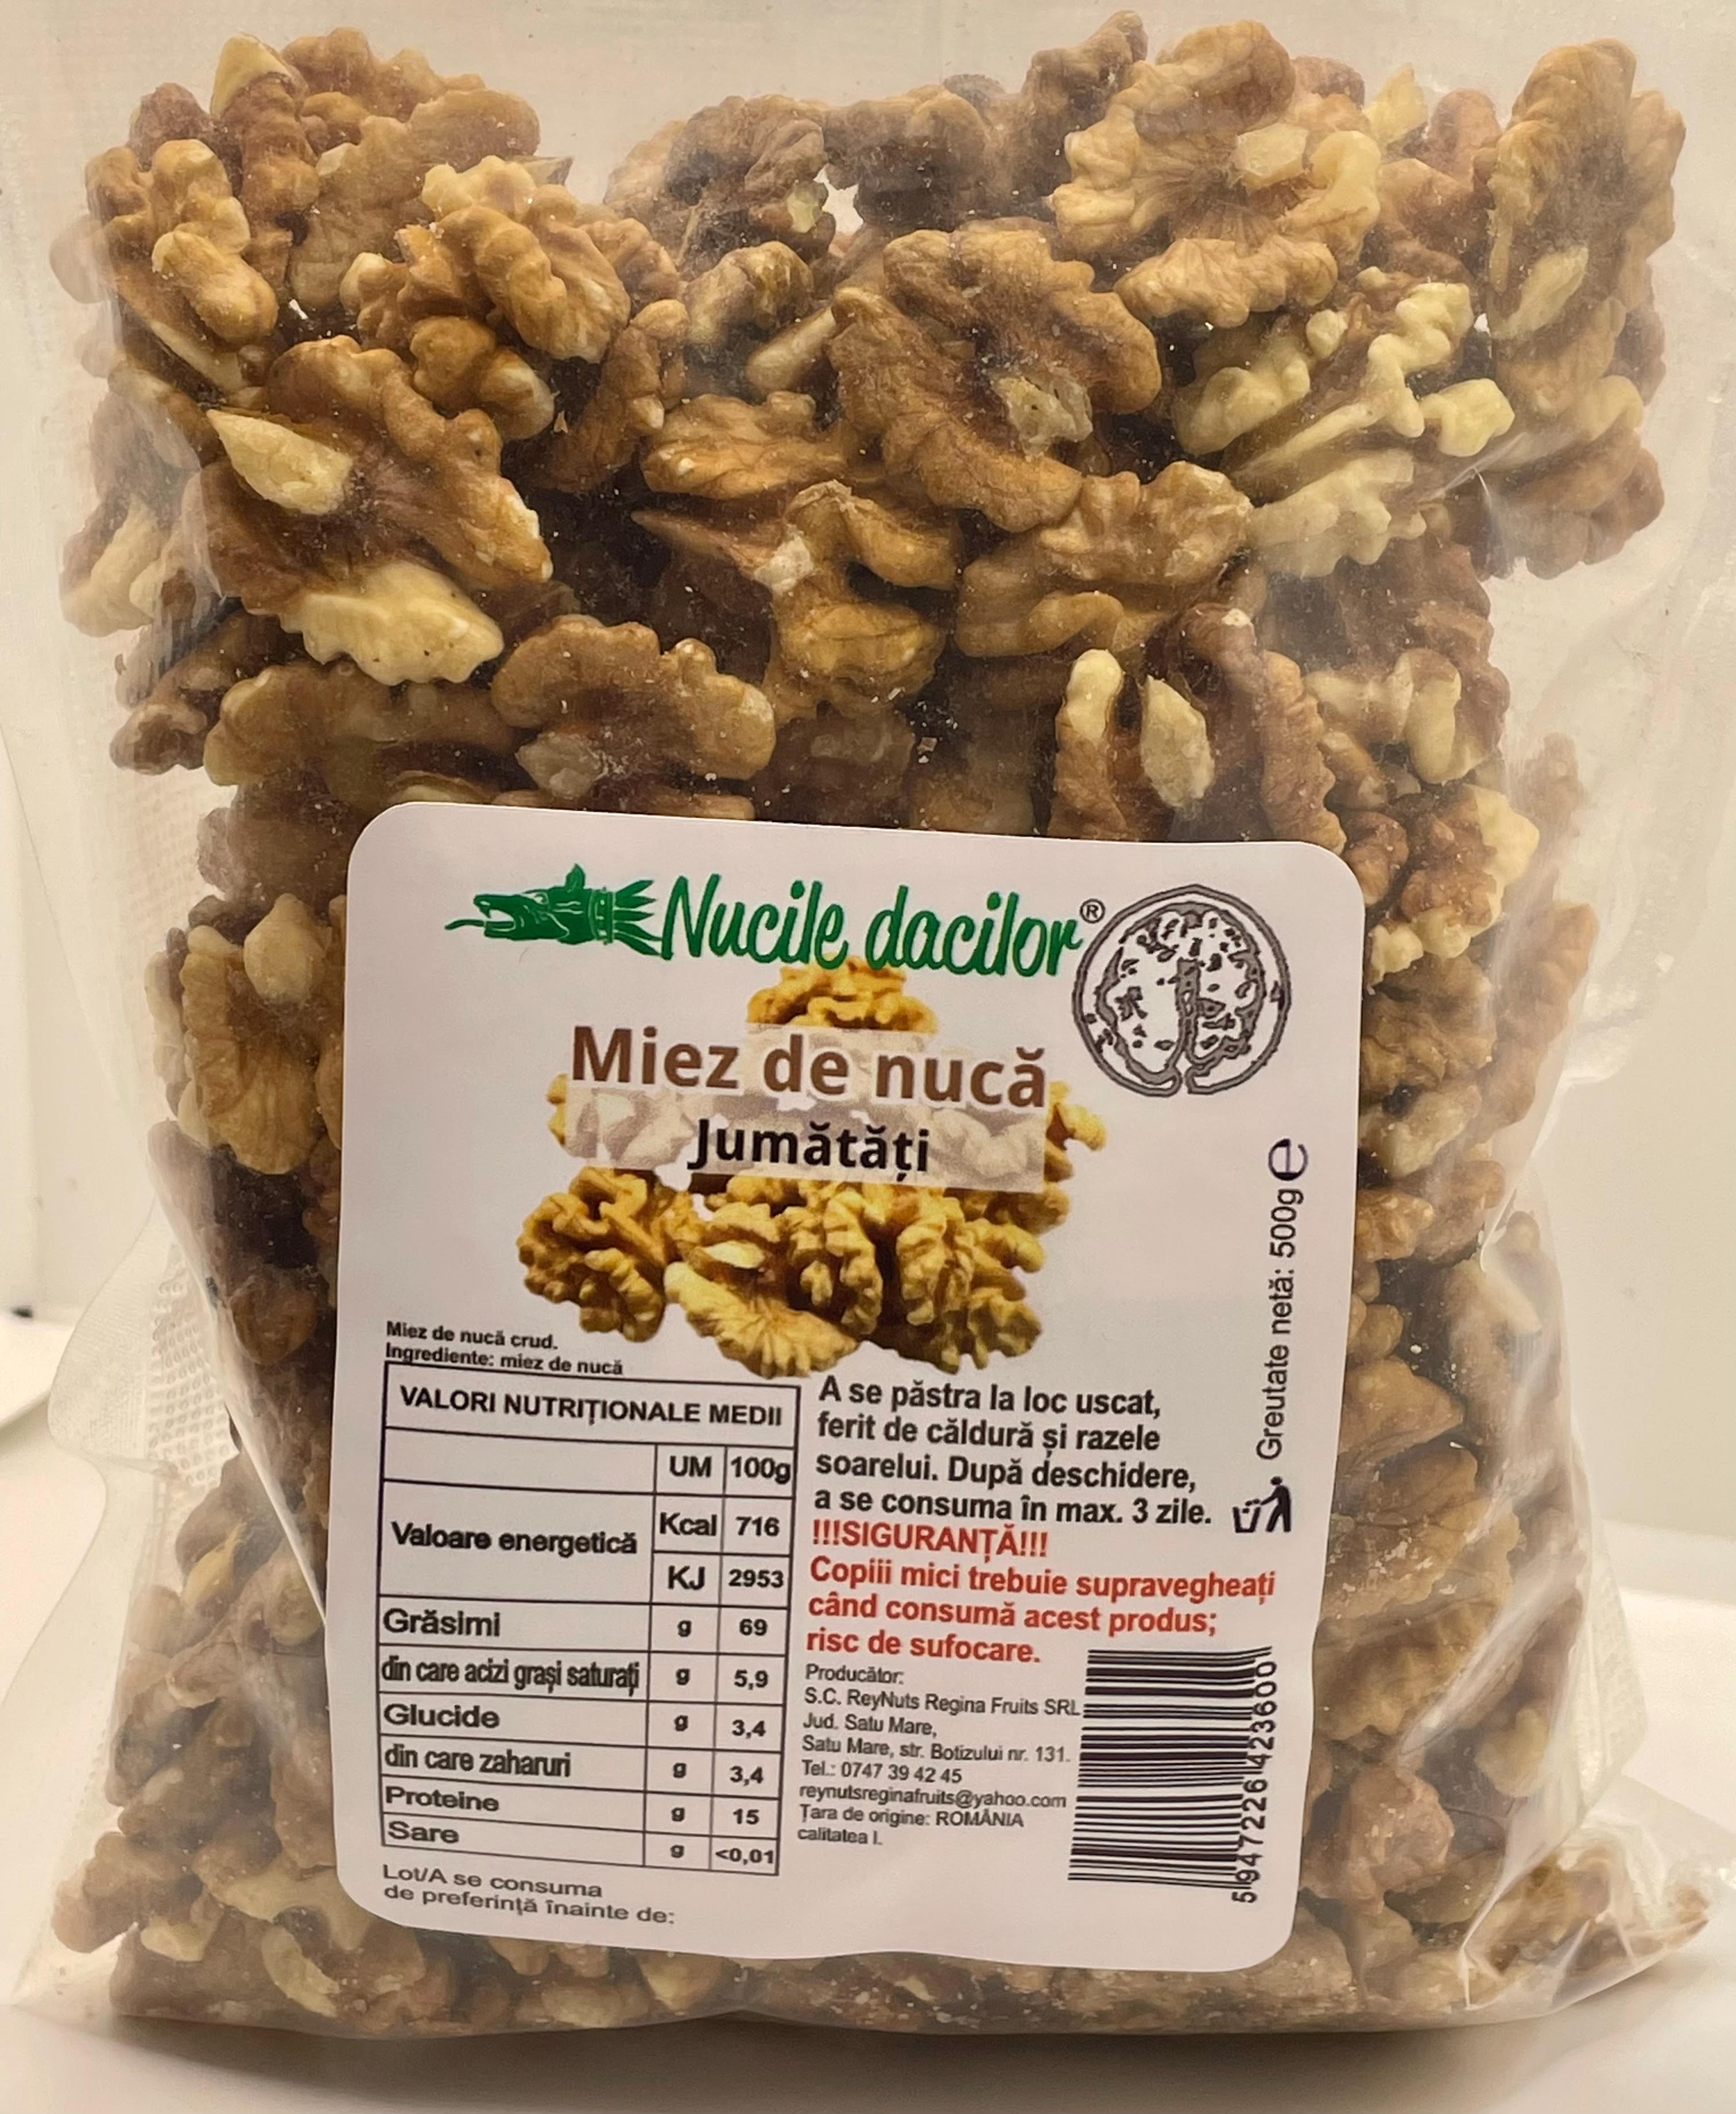 Nucile dacilor®
Miez de nucă
Jumătăți
Greutate netă: 500g e
Miez de nucă crud.
Ingrediente: miez de nucă
VALORI NUTRIȚIONALE MEDII
UM 100g
Valoare energetică Kcal 716
KJ 2953
Grăsimi g 69
din care acizi grași saturați g 5,9
Glucide g 3,4
din care zaharuri g 3,4
Proteine g 15
Sare g <0,01
Lot/A se consuma
de preferință înainte de:
A se păstra la loc uscat,
ferit de căldură și razele
soarelui. După deschidere,
a se consuma în max. 3 zile.
!!!SIGURANȚĂ!!!
Copiii mici trebuie supravegheați
când consumă acest produs;
risc de sufocare.
Producător:
S.C. ReyNuts Regina Fruits SRL
Jud. Satu Mare,
Satu Mare, str. Botizului nr. 131.
Tel.: 0747 39 42 45
reynutsreginafruits@yahoo.com
Țara de origine: ROMÂNIA
calitatea I.
5947226423600